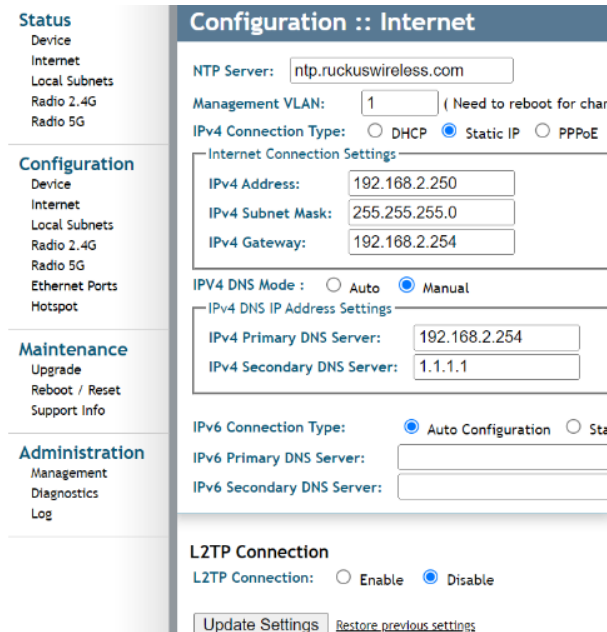 Status
Device
Internet
Local Subnets
Radio 2.4G
Radio 5G
Configuration
Device
Internet
Local Subnets
Radio 2.4G
Radio 5G
Ethernet Ports
Hotspot
Maintenance
Upgrade
Reboot / Reset
Support Info
Administration
Management
Diagnostics
Log
Configuration :: Internet
NTP Server: ntp.ruckuswireless.com
Management VLAN: 1 ( Need to reboot for
IPv4 Connection Type: DHCP Static IP PPPoE
Internet Connection Settings
IPv4 Address: 192.168.2.250
IPv4 Subnet Mask: 255.255.255.0
IPv4 Gateway: 192.168.2.254
IPV4 DNS Mode : Auto Manual
IPv4 DNS IP Address Settings
IPv4 Primary DNS Server: 192.168.2.254
IPv4 Secondary DNS Server: 1.1.1.1
IPv6 Connection Type: Auto Configuration
IPv6 Primary DNS Server:
IPv6 Secondary DNS Server:
L2TP Connection
L2TP Connection: Enable Disable
Update Settings Restore previous settings